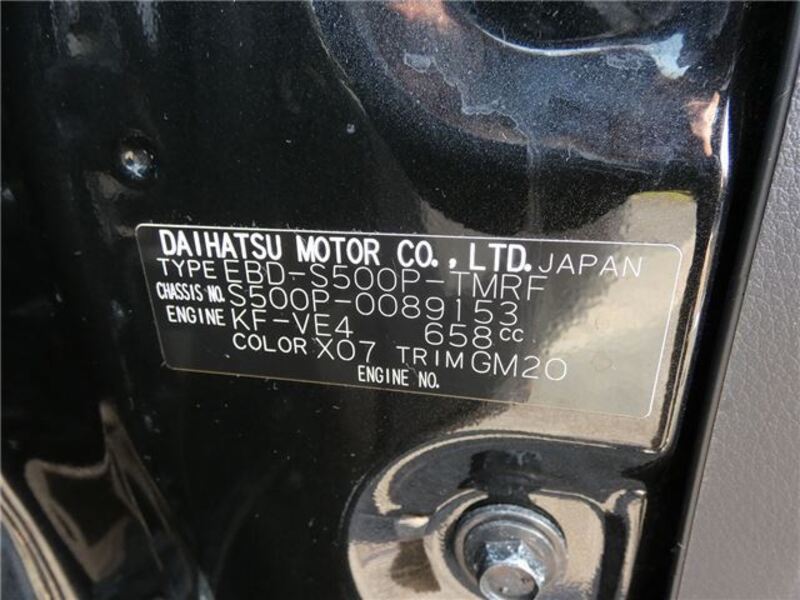 DAIHATSU MOTOR CO., LTD. JAPAN
TYPE EBD-S500P-TMRF
CHASSIS NO. S500P-0089153
ENGINE KF-VE4 658cc
COLOR X07 TRIM GM20
ENGINE NO.